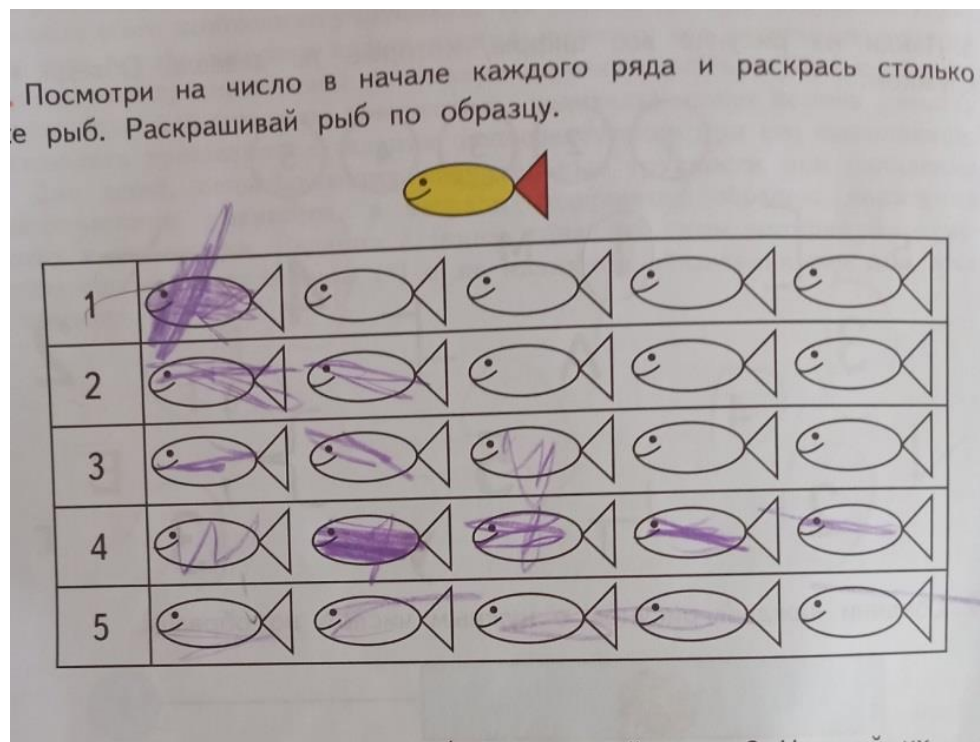 Посмотри на число в начале каждого ряда и раскрась столько
рыб. Раскрашивай рыб по образцу.
1
2
3
4
5